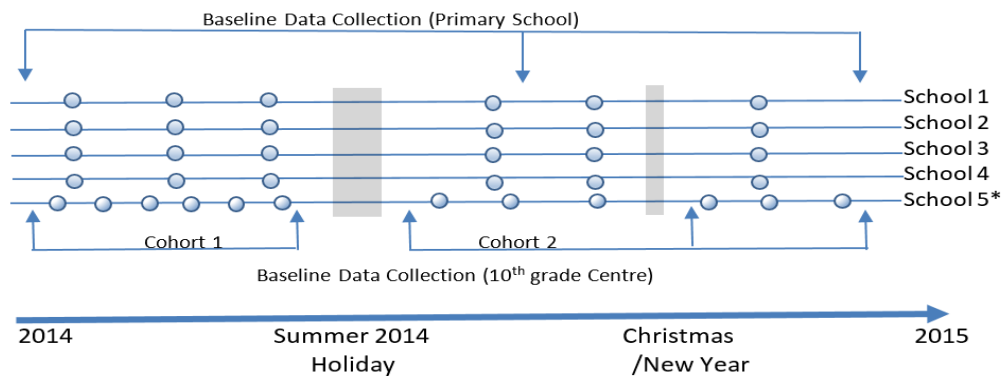 Baseline Data Collection (Primary School)
School 1
School 2
School 3
School 4
School 5*
Cohort 1
Cohort 2
Baseline Data Collection (10th grade Centre)
2014
Summer 2014
Holiday
Christmas
/New Year
2015